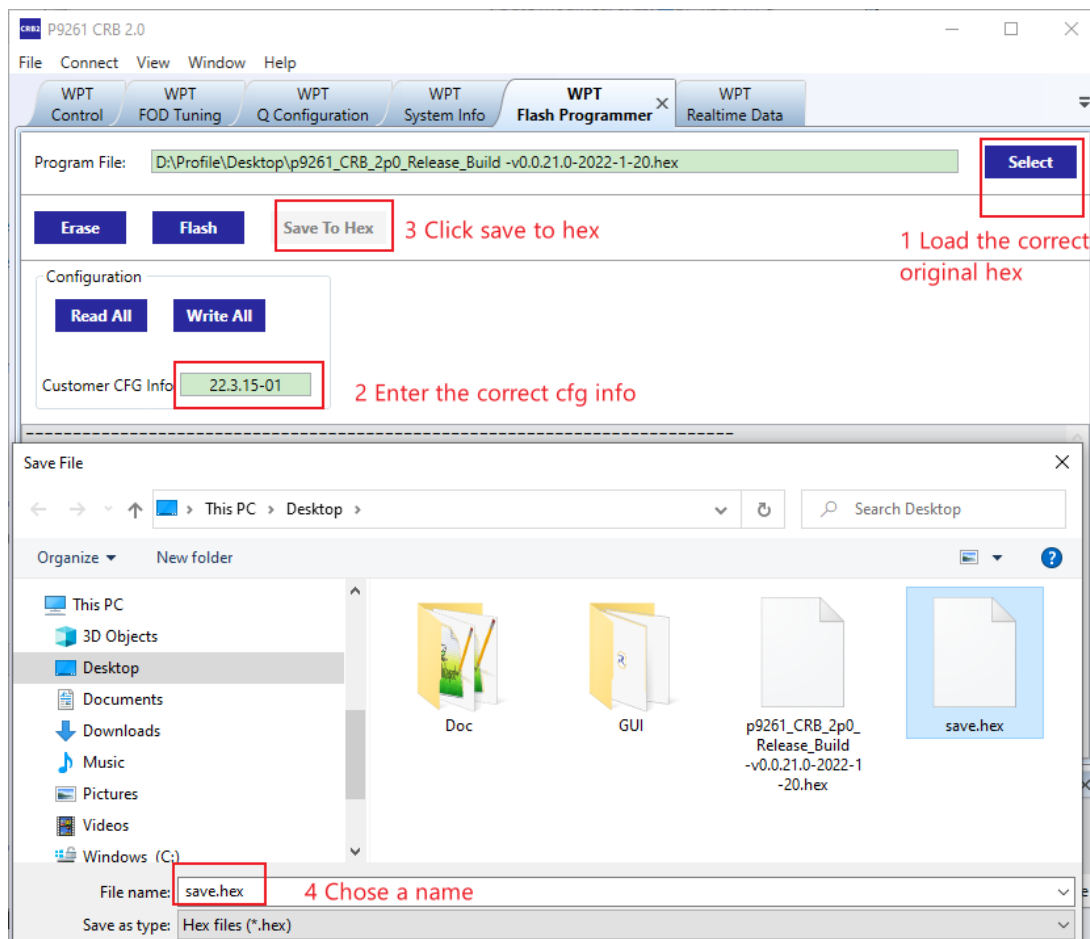 CRB2 P9261 CRB 2.0
File Connect View Window Help
WPT Control
WPT FOD Tuning
WPT Q Configuration
WPT System Info
WPT Flash Programmer
WPT Realtime Data
Program File: D:\Profile\Desktop\p9261_CRB_2p0_Release_Build -v0.0.21.0-2022-1-20.hex Select
Erase Flash Save To Hex 3 Click save to hex
1 Load the correct
original hex
Configuration
Read All Write All
Customer CFG Info 22.3.15-01 2 Enter the correct cfg info
Save File
This PC > Desktop >
Search Desktop
Organize New folder
This PC
3D Objects
Desktop
Documents
Downloads
Music
Pictures
Videos
Windows (C:)
Doc
GUI
p9261_CRB_2p0_
Release_Build
-v0.0.21.0-2022-1
-20.hex
save.hex
File name: save.hex 4 Chose a name
Save as type: Hex files (*.hex)